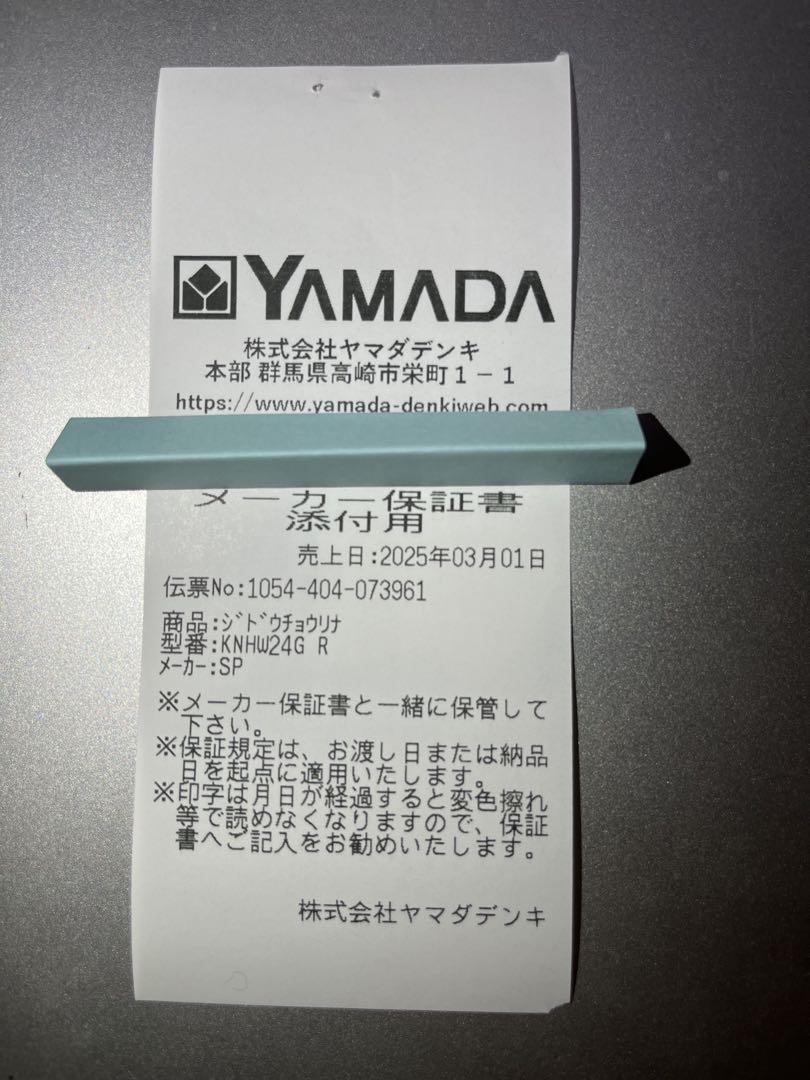 YAMADA
株式会社ヤマダデンキ
本部 群馬県高崎市栄町1-1
https://www.yamada-denkiweb.com
メーカー保証書
添付用
売上日:2025年03月01日
伝票No:1054-404-073961
商品:ジドウチョウリナ
型番:KNHW24G R
メーカー:SP
※メーカー保証書と一緒に保管して
下さい。
※保証規定は、お渡し日または納品
日を起点に適用いたします。
※印字は月日が経過すると変色擦れ
等で読めなくなりますので、保証
書へご記入をお勧めいたします。
株式会社ヤマダデンキ